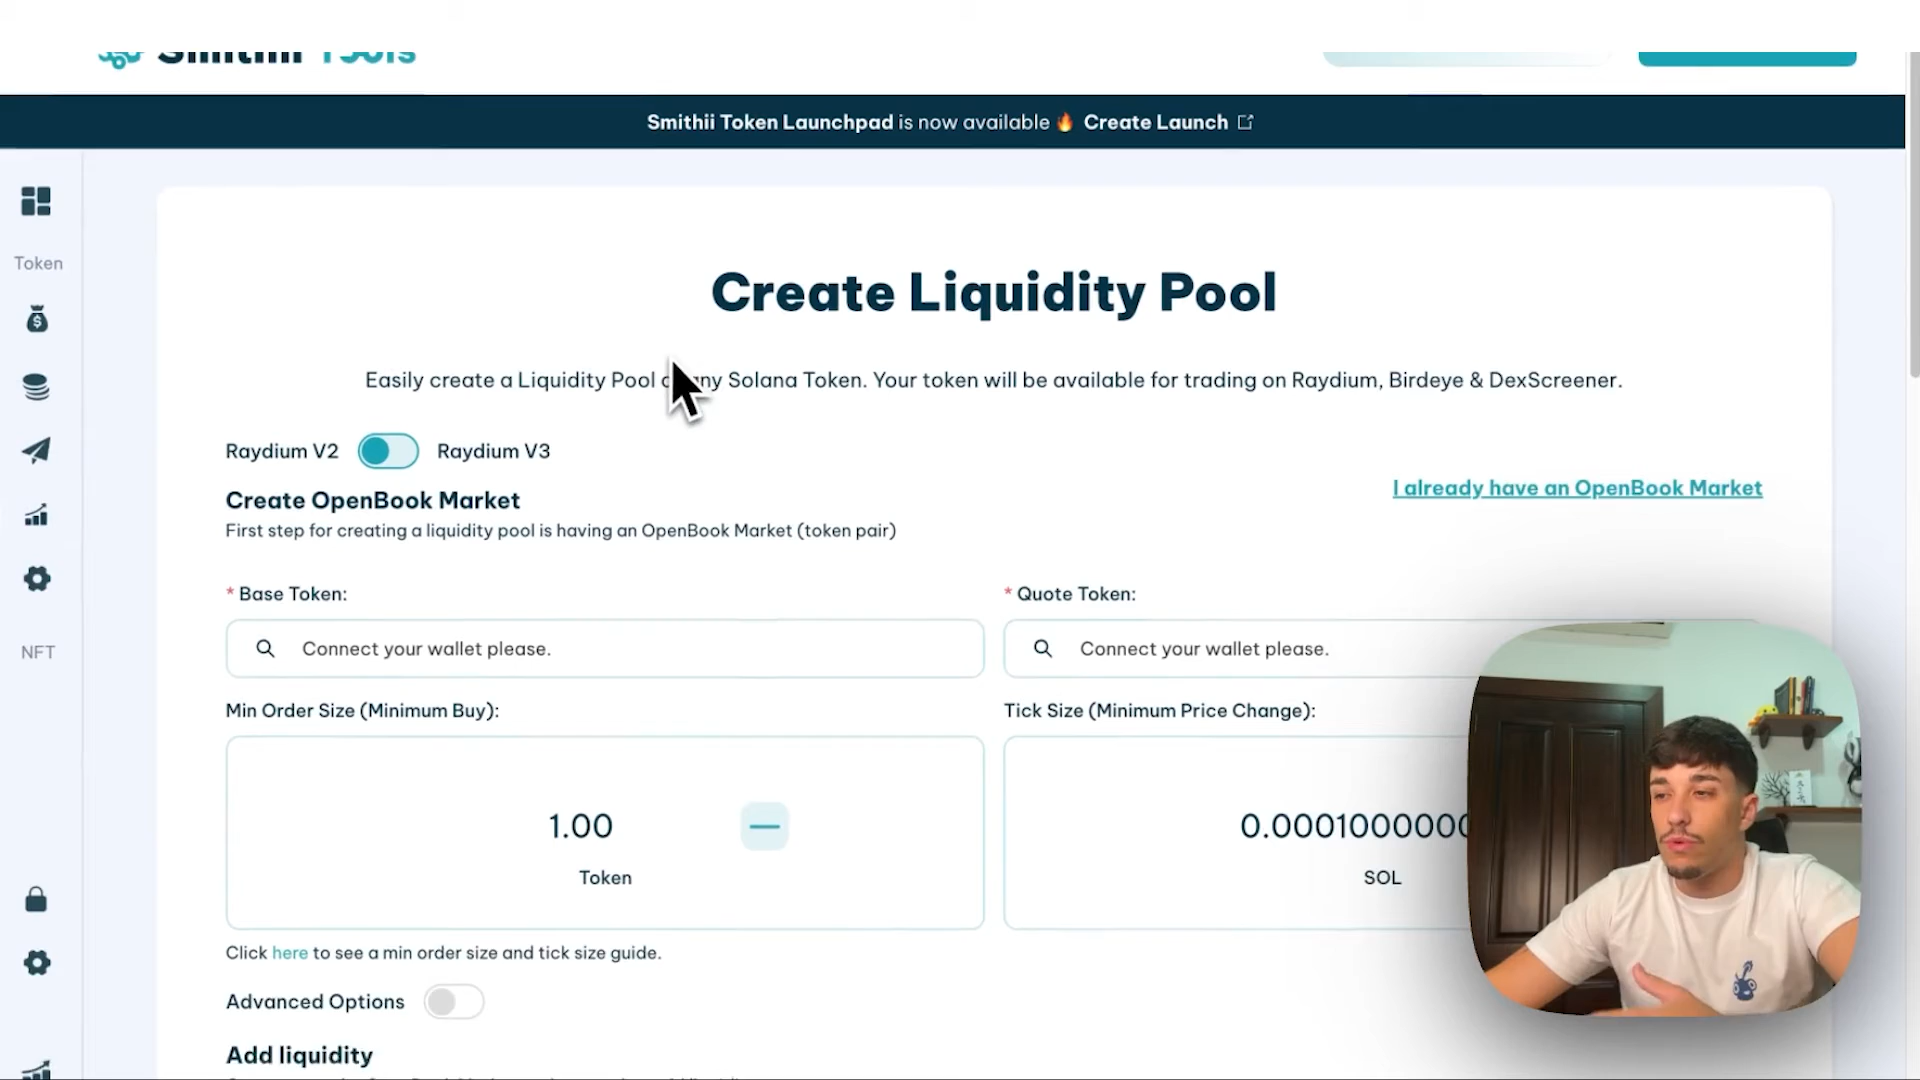 Smithii Tools
Smithii Token Launchpad is now available 🔥 Create Launch
Token
Create Liquidity Pool
Easily create a Liquidity Pool any Solana Token. Your token will be available for trading on Raydium, Birdeye & DexScreener.
Raydium V2 Raydium V3
I already have an OpenBook Market
Create OpenBook Market
First step for creating a liquidity pool is having an OpenBook Market (token pair)
* Base Token:
* Quote Token:
Connect your wallet please.
Connect your wallet please.
NFT
Min Order Size (Minimum Buy):
Tick Size (Minimum Price Change):
1.00
Token
0.0001000000
SOL
Click here to see a min order size and tick size guide.
Advanced Options
Add liquidity